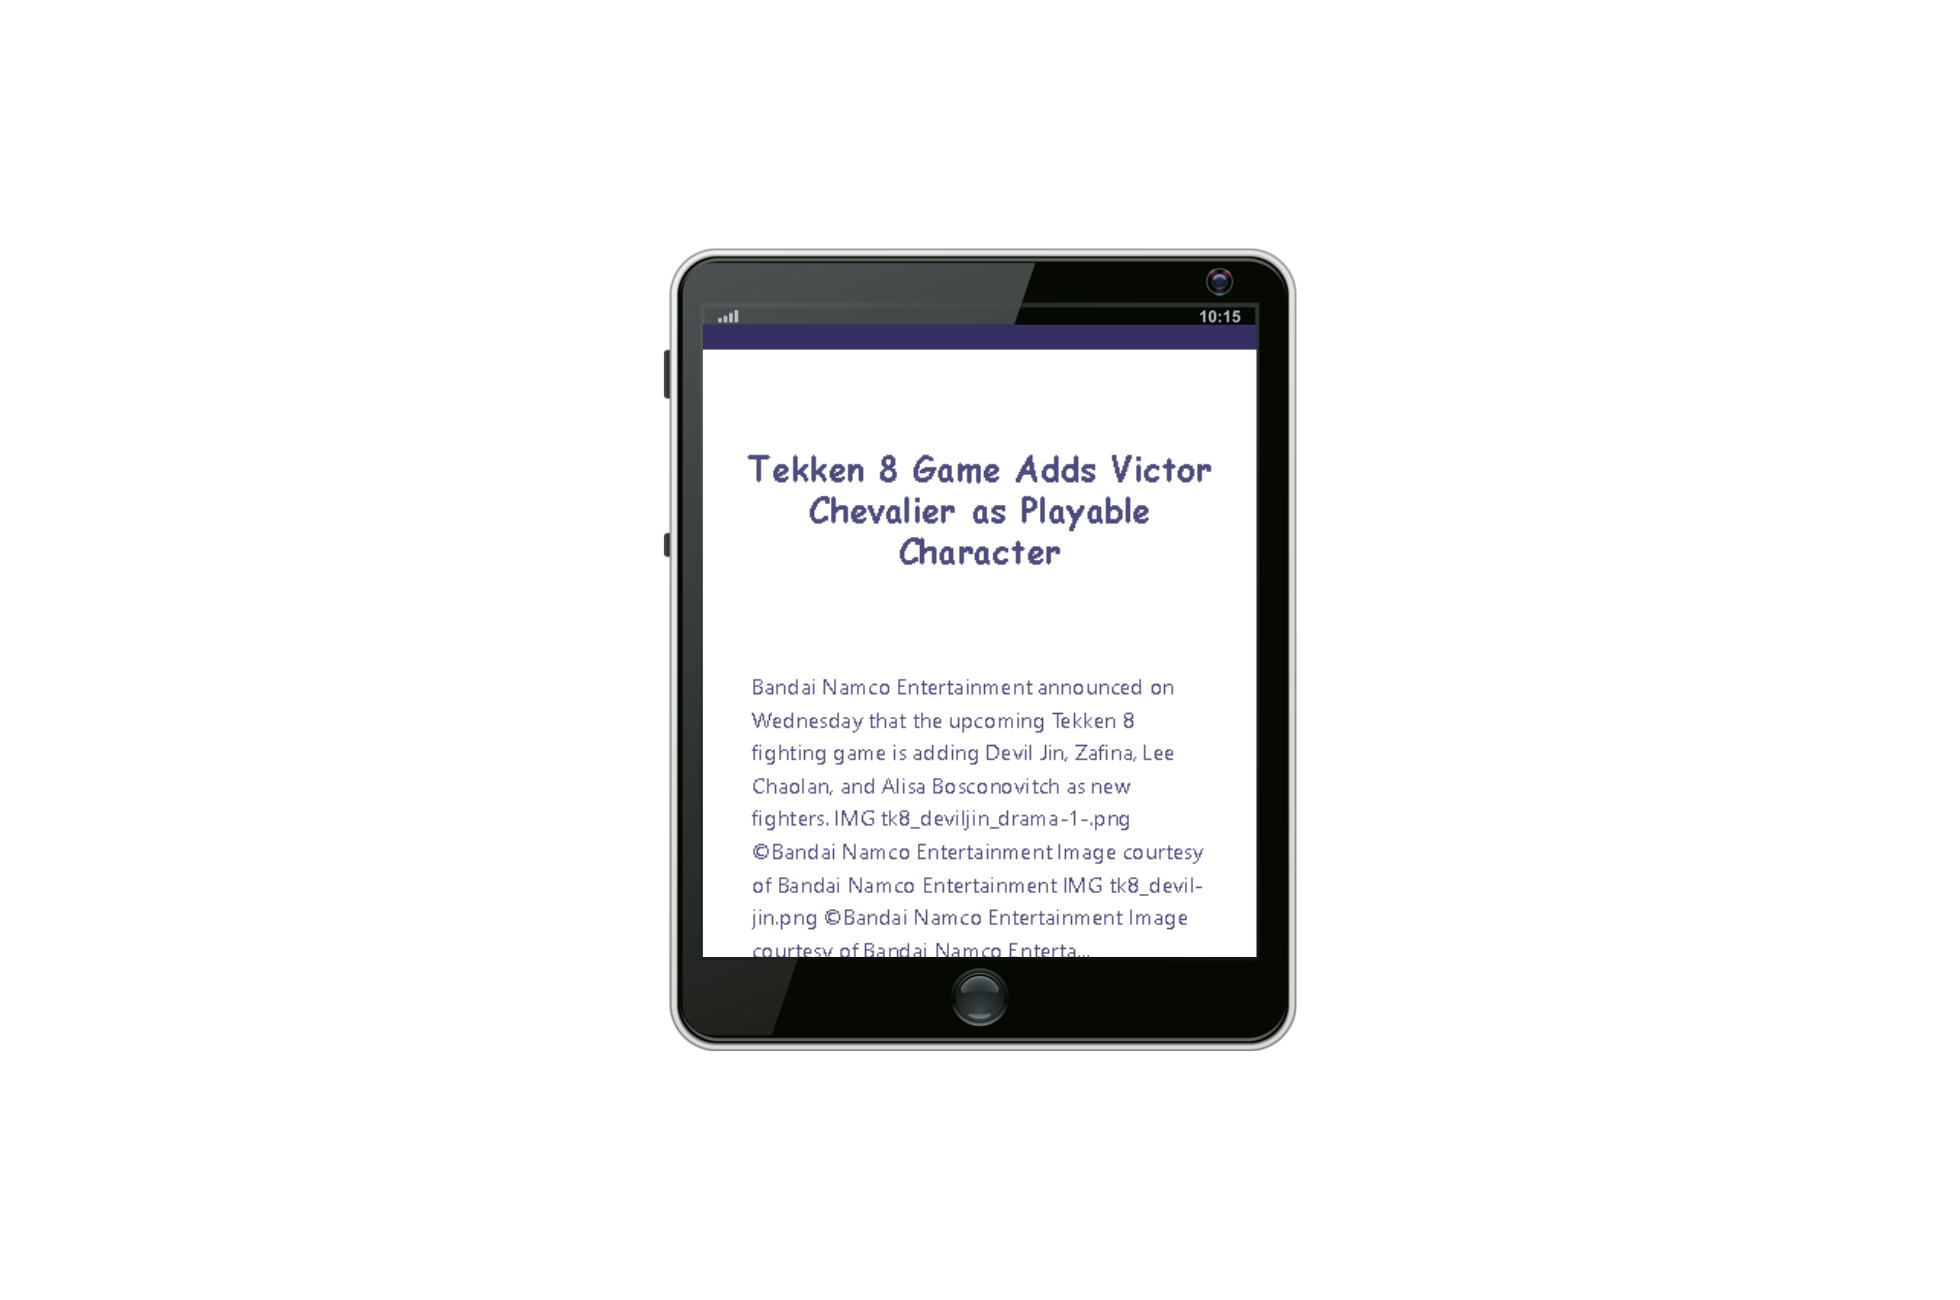 10:15
Tekken 8 Game Adds Victor
Chevalier as Playable
Character
Bandai Namco Entertainment announced on
Wednesday that the upcoming Tekken 8
fighting game is adding Devil Jin, Zafina, Lee
Chaolan, and Alisa Bosconovitch as new
fighters. IMG tk8_deviljin_drama-1-.png
©Bandai Namco Entertainment Image courtesy
of Bandai Namco Entertainment IMG tk8_devil-
jin.png ©Bandai Namco Entertainment Image
courtesy of Bandai Namco Enterta...